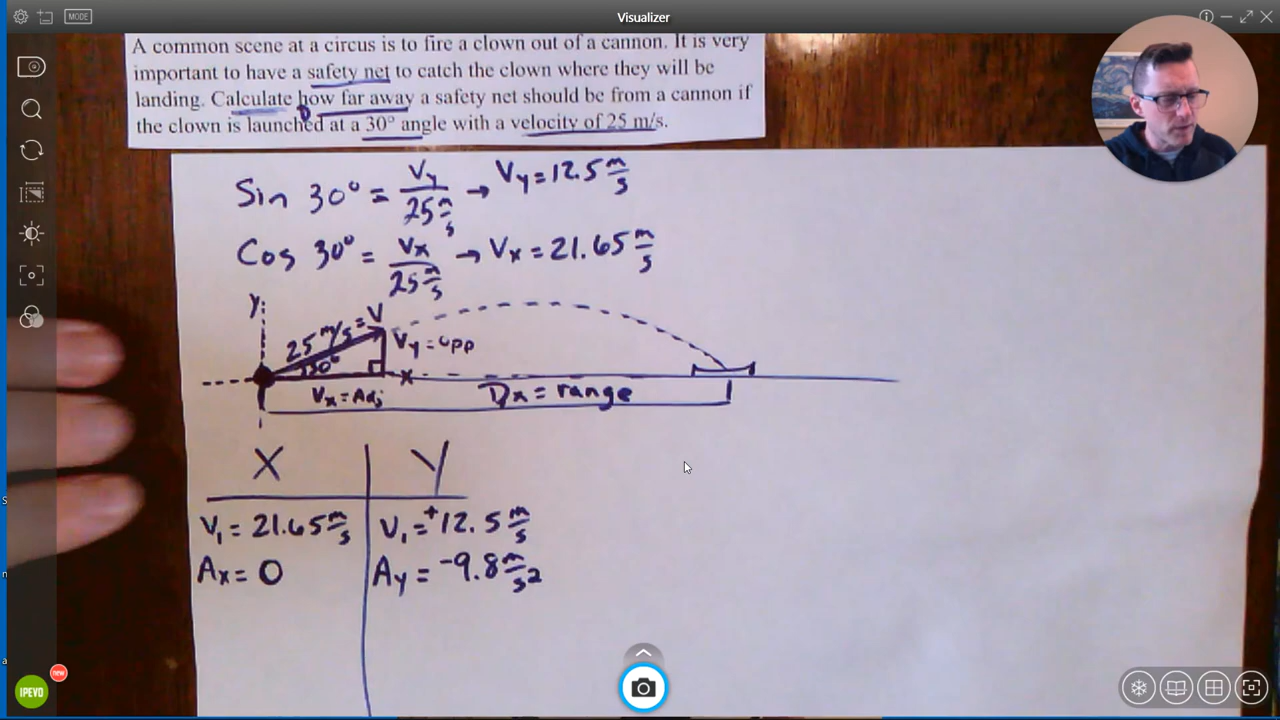 MODE
Visualizer
A common scene at a circus is to fire a clown out of a cannon. It is very
important to have a safety net to catch the clown where they will be
landing. Calculate how far away a safety net should be from a cannon if
the clown is launched at a 30° angle with a velocity of 25 m/s.
Sin 30° = Vy / 25 m/s → Vy = 12.5 m/s
Cos 30° = Vx / 25 m/s → Vx = 21.65 m/s
y
25 m/s = V
30°
Vy = opp
x
Vx = Adj
Dx = range
X Y
V₁ = 21.65 m/s V₁ = +12.5 m/s
Ax = 0 Ay = -9.8 m/s2
new
IPEVO